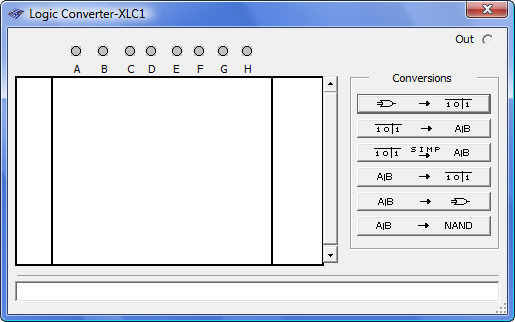 Logic Converter-XLC1
Out
A B C D E F G H
Conversions
→ 1 0 1
1 0 1 → A|B
1 0 1 SIMP → A|B
A|B → 1 0 1
A|B →
A|B → NAND